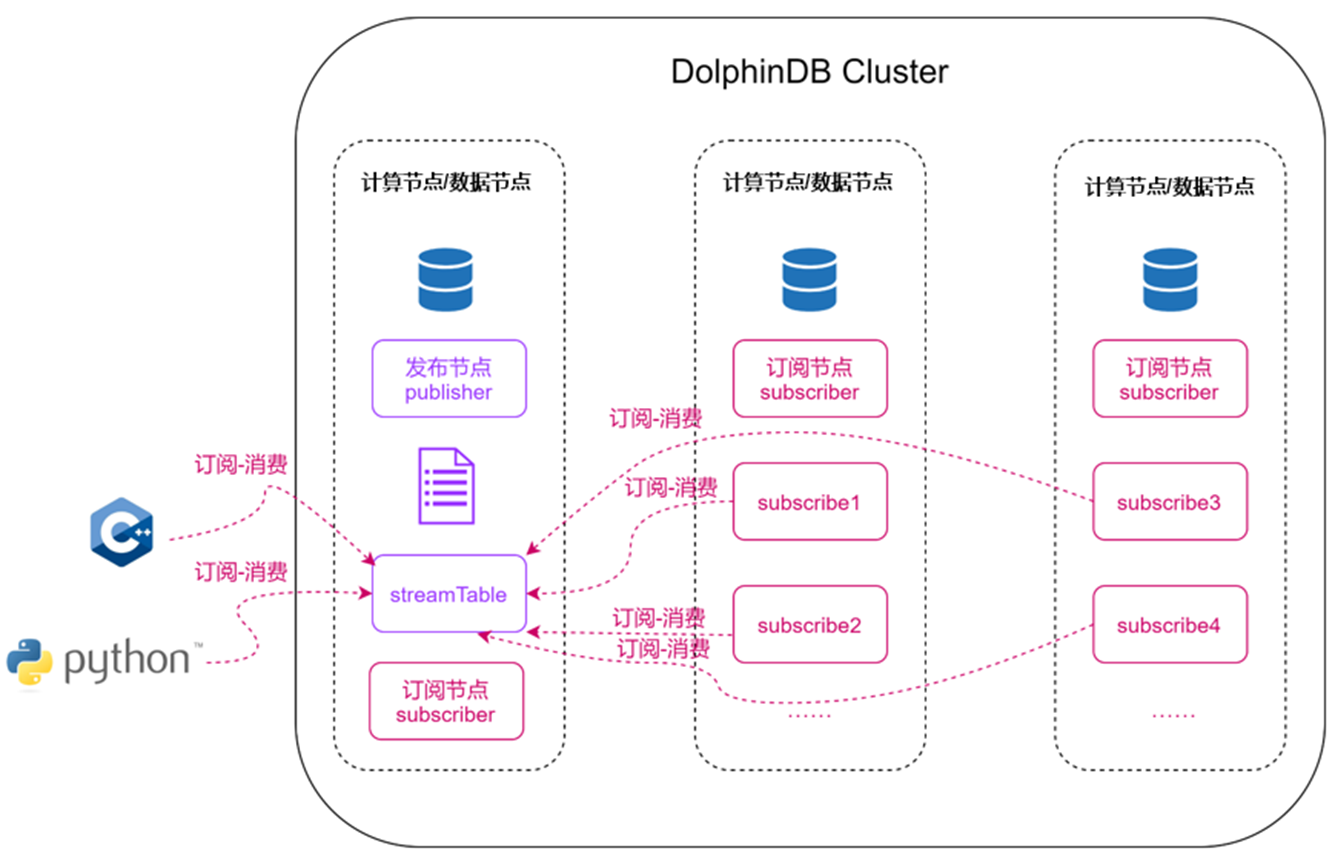 DolphinDB Cluster
计算节点/数据节点
计算节点/数据节点
计算节点/数据节点
发布节点
publisher
订阅节点
subscriber
订阅节点
subscriber
订阅-消费
订阅-消费
订阅-消费
C++
subscribe1
subscribe3
订阅-消费
streamTable
订阅-消费
订阅-消费
subscribe2
subscribe4
python™
订阅节点
subscriber
......
......